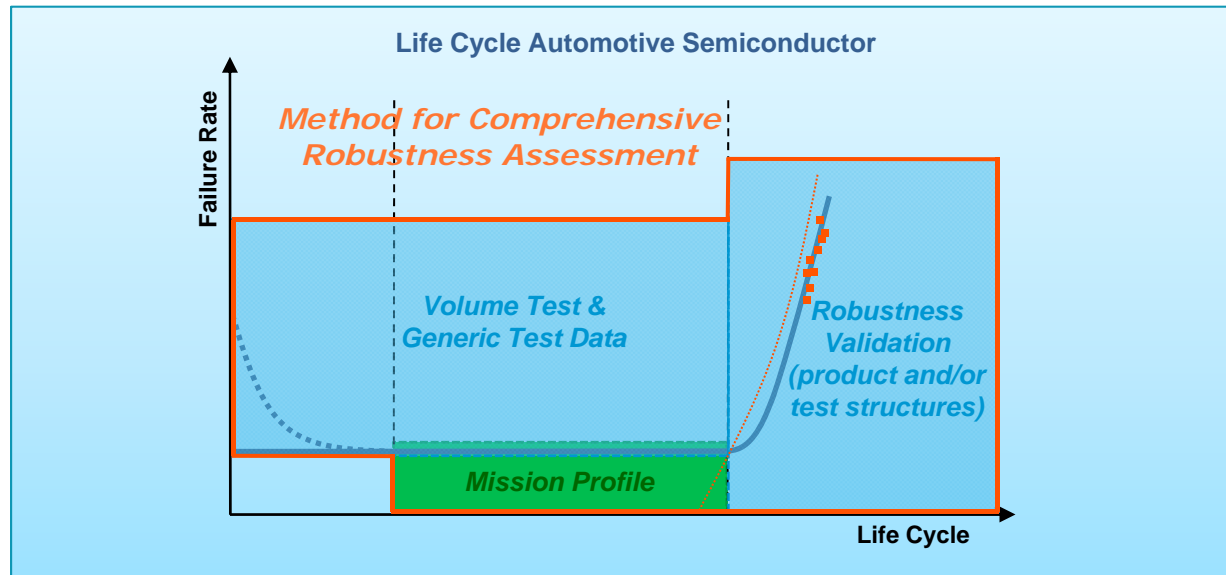 Life Cycle Automotive Semiconductor
Failure Rate
Method for Comprehensive
Robustness Assessment
Volume Test &
Generic Test Data
Robustness
Validation
(product and/or
test structures)
Mission Profile
Life Cycle